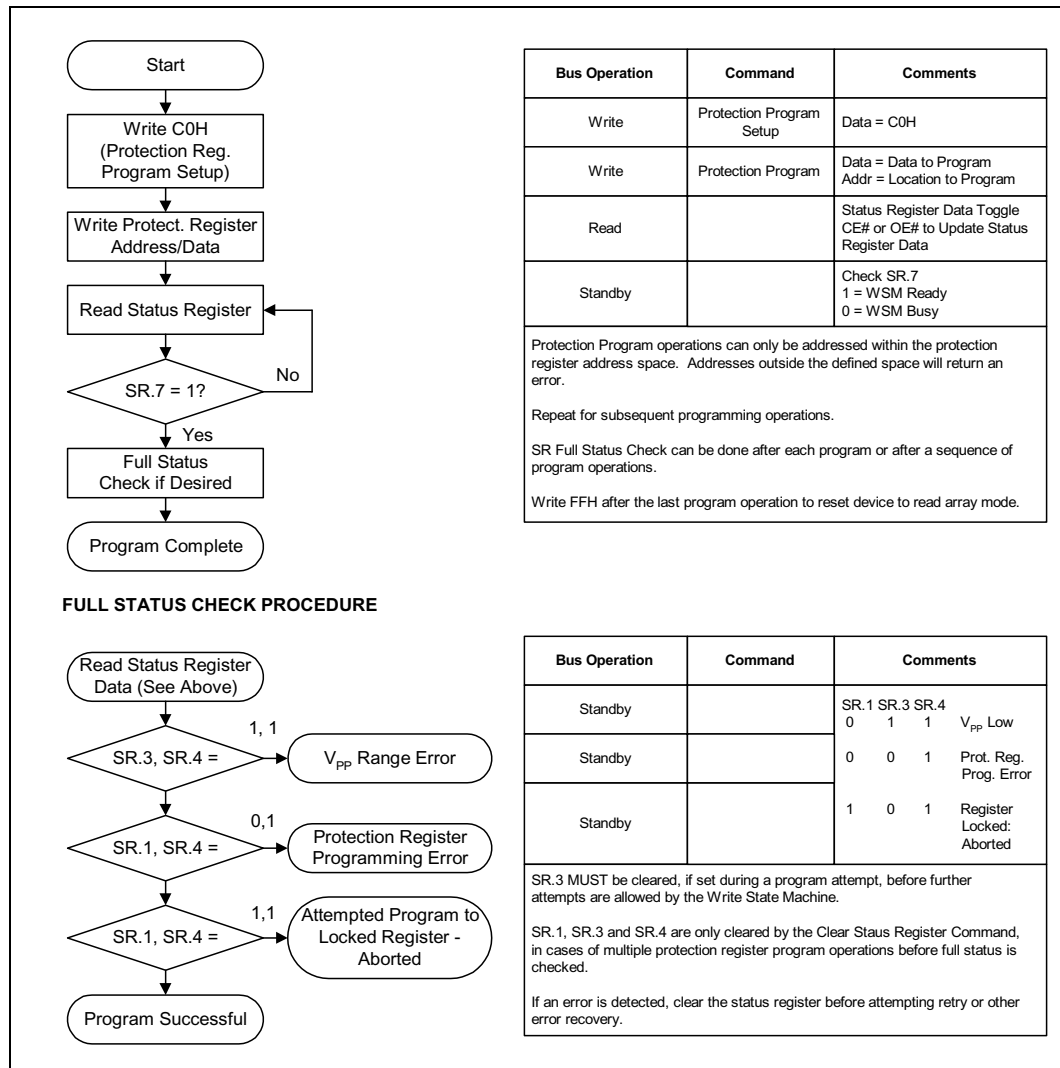 Start
Write C0H
(Protection Reg.
Program Setup)
Write Protect. Register
Address/Data
Read Status Register
No
SR.7 = 1?
Yes
Full Status
Check if Desired
Program Complete
Bus Operation Command Comments
Write Protection Program
Setup
Data = C0H
Write Protection Program
Data = Data to Program
Addr = Location to Program
Read
Status Register Data Toggle
CE# or OE# to Update Status
Register Data
Standby
Check SR.7
1 = WSM Ready
0 = WSM Busy
Protection Program operations can only be addressed within the protection
register address space. Addresses outside the defined space will return an
error.
Repeat for subsequent programming operations.
SR Full Status Check can be done after each program or after a sequence of
program operations.
Write FFH after the last program operation to reset device to read array mode.
FULL STATUS CHECK PROCEDURE
Read Status Register
Data (See Above)
1, 1
SR.3, SR.4 =
VPP Range Error
0,1
SR.1, SR.4 =
Protection Register
Programming Error
1,1
SR.1, SR.4 =
Attempted Program to
Locked Register -
Aborted
Program Successful
Bus Operation Command Comments
Standby
SR.1 SR.3 SR.4
0 1 1 VPP Low
Standby
0 0 1 Prot. Reg.
Prog. Error
Standby
1 0 1 Register
Locked:
Aborted
SR.3 MUST be cleared, if set during a program attempt, before further
attempts are allowed by the Write State Machine.
SR.1, SR.3 and SR.4 are only cleared by the Clear Staus Register Command,
in cases of multiple protection register program operations before full status is
checked.
If an error is detected, clear the status register before attempting retry or other
error recovery.